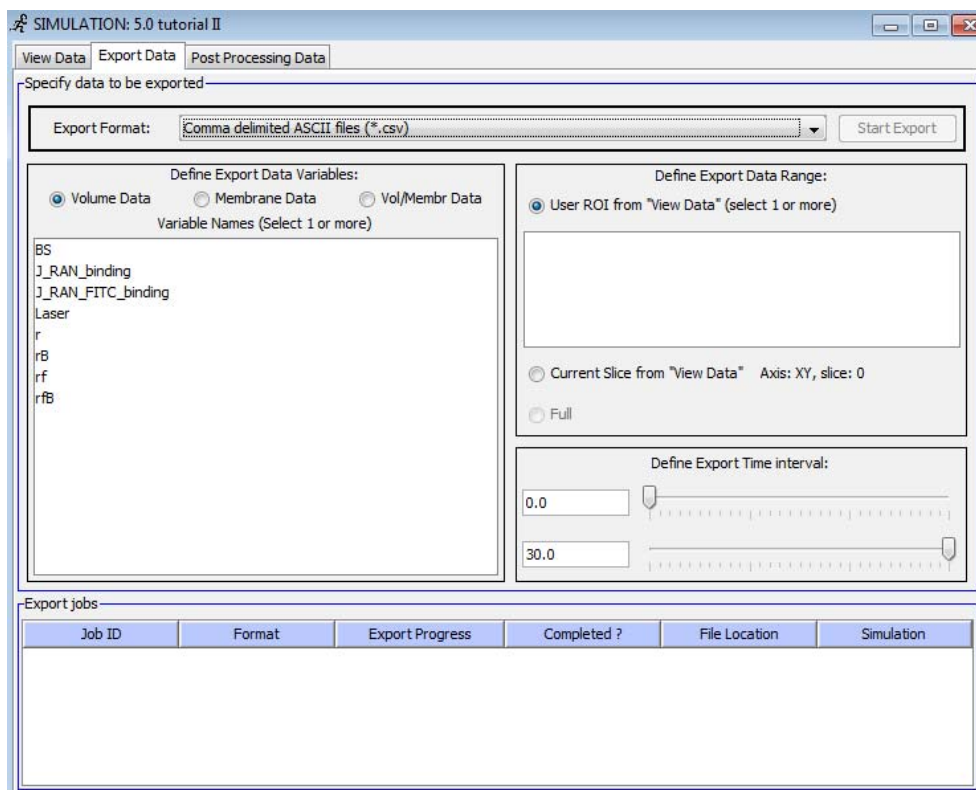 SIMULATION: 5.0 tutorial II
View Data Export Data Post Processing Data
Specify data to be exported
Export Format: Comma delimited ASCII files (*.csv) Start Export
Define Export Data Variables:
Volume Data Membrane Data Vol/Membr Data
Variable Names (Select 1 or more)
BS
J_RAN_binding
J_RAN_FITC_binding
Laser
r
rB
rf
rfB
Define Export Data Range:
User ROI from "View Data" (select 1 or more)
Current Slice from "View Data" Axis: XY, slice: 0
Full
Define Export Time interval:
0.0
30.0
Export jobs
Job ID Format Export Progress Completed ? File Location Simulation